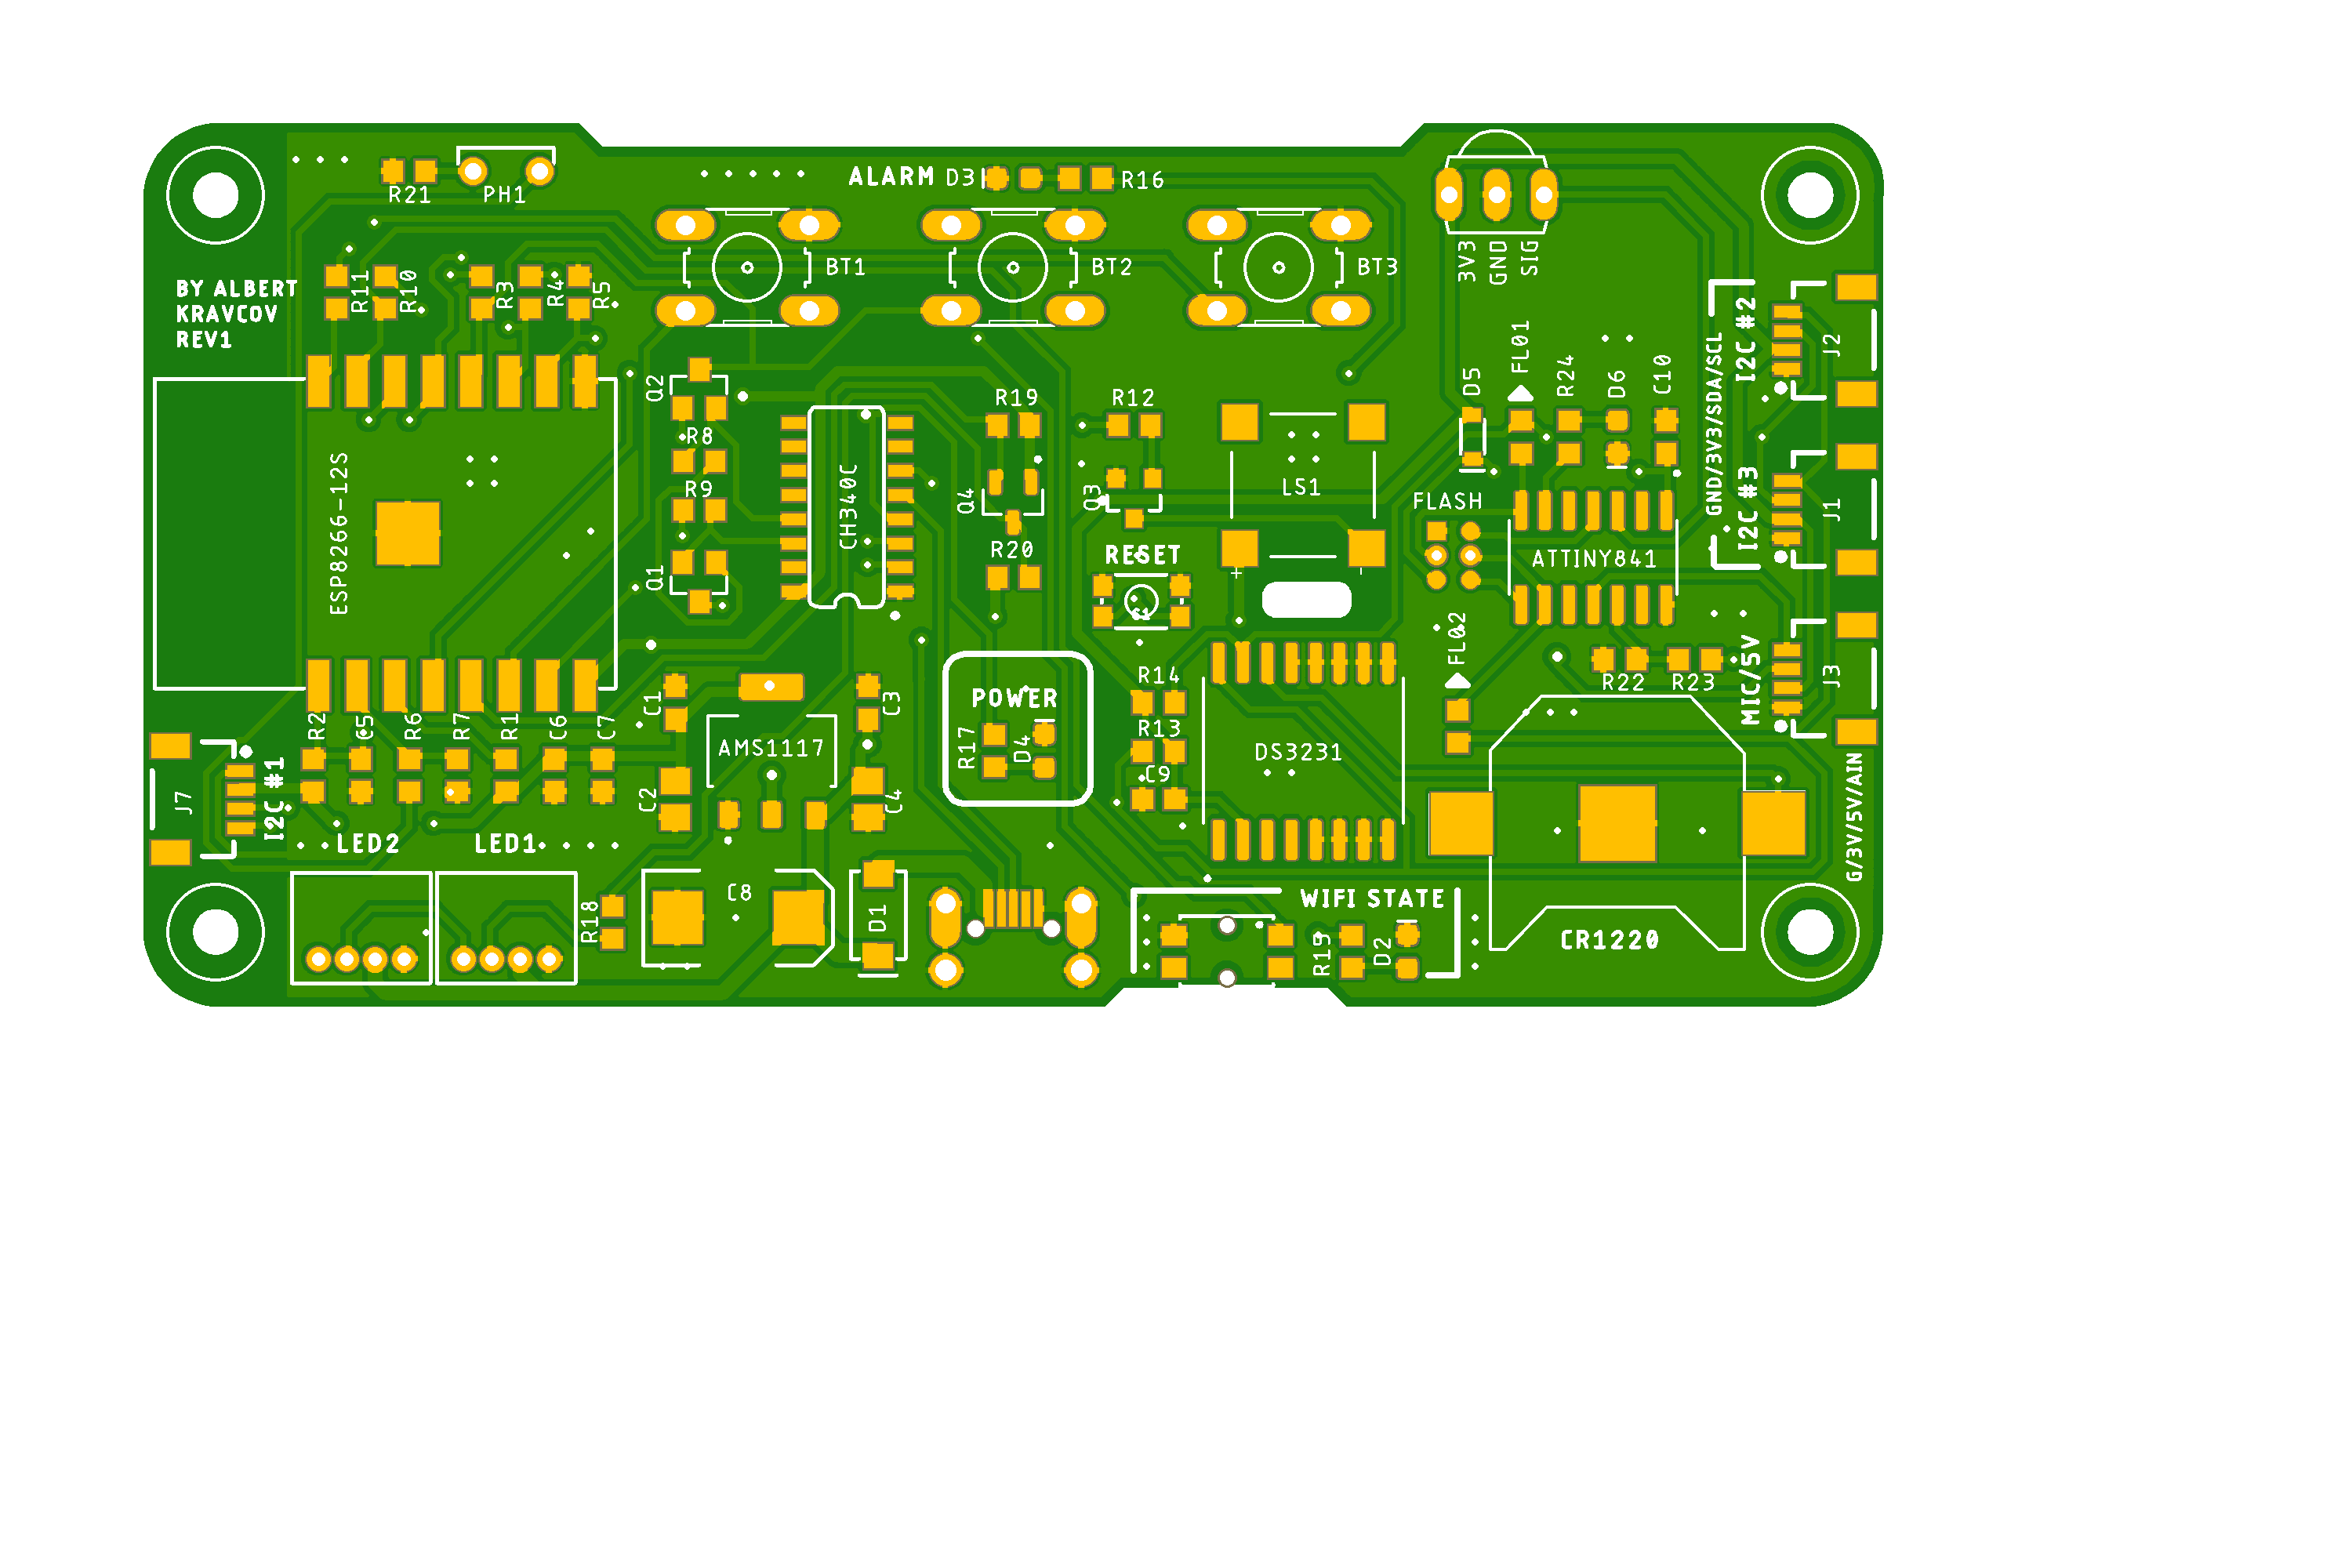 ALARM D3 R16
R21
PH1
BT1
BT2
BT3
3V3
GND
SIG
BY ALBERT
KRAVCOV
REV1
R11
R10
R3
R4
R5
I2C #2
J2
GND/3V3/SDA/SCL
FL01
R24
D5
D6
C10
Q2
R19
R12
R8
ESP8266-12S
CH340C
R9
Q4
Q3
LS1
FLASH
I2C #3
J1
R20
RESET
ATTINY841
Q1
+
-
S1
FL02
R14
R22
R23
MIC/5V
J3
C1
C3
POWER
R2
C5
R6
R7
R1
C6
C7
R13
AMS1117
R17
D4
DS3231
C9
J7
I2C #1
C2
C4
LED2
LED1
G/3V/5V/AIN
C8
WIFI STATE
R18
D1
R15
D2
CR1220